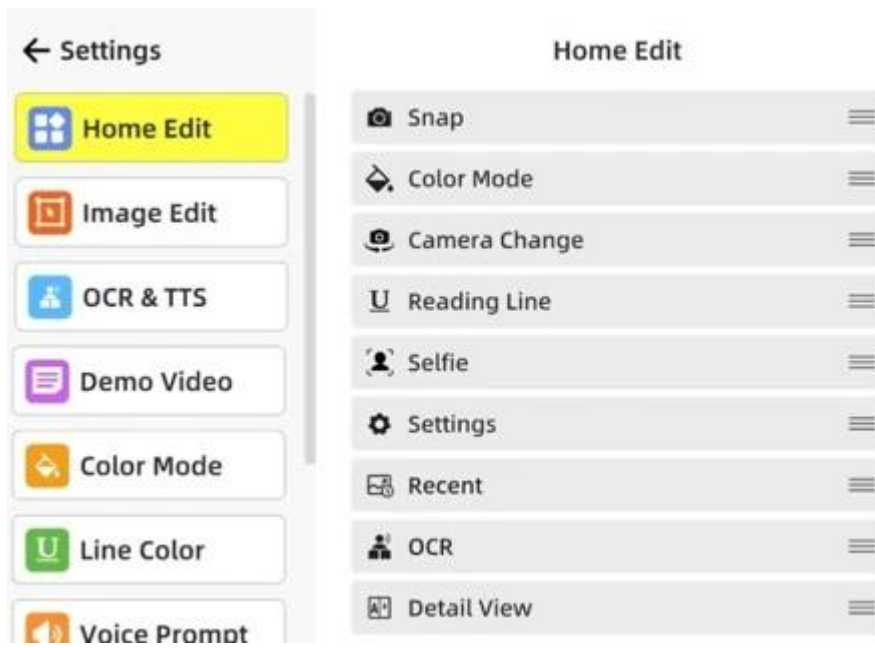 Settings
Home Edit
Image Edit
OCR & TTS
Demo Video
Color Mode
Line Color
Voice Prompt
Home Edit
Snap
Color Mode
Camera Change
Reading Line
Selfie
Settings
Recent
OCR
Detail View